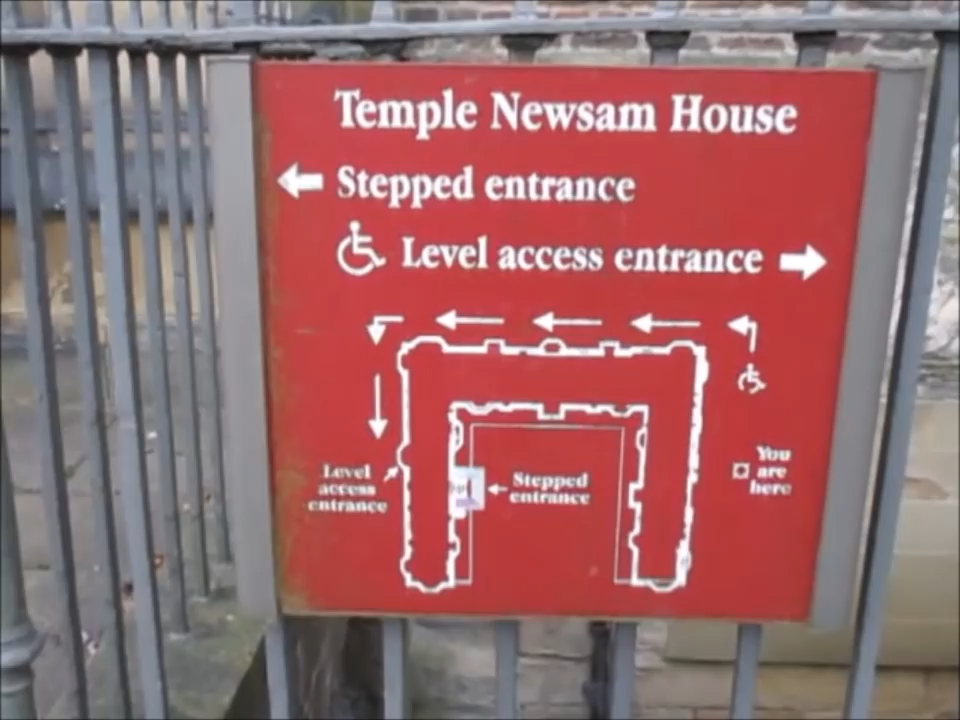 Temple Newsam House
Stepped entrance
Level access entrance
Level
access
entrance
Stepped
entrance
You
are
here